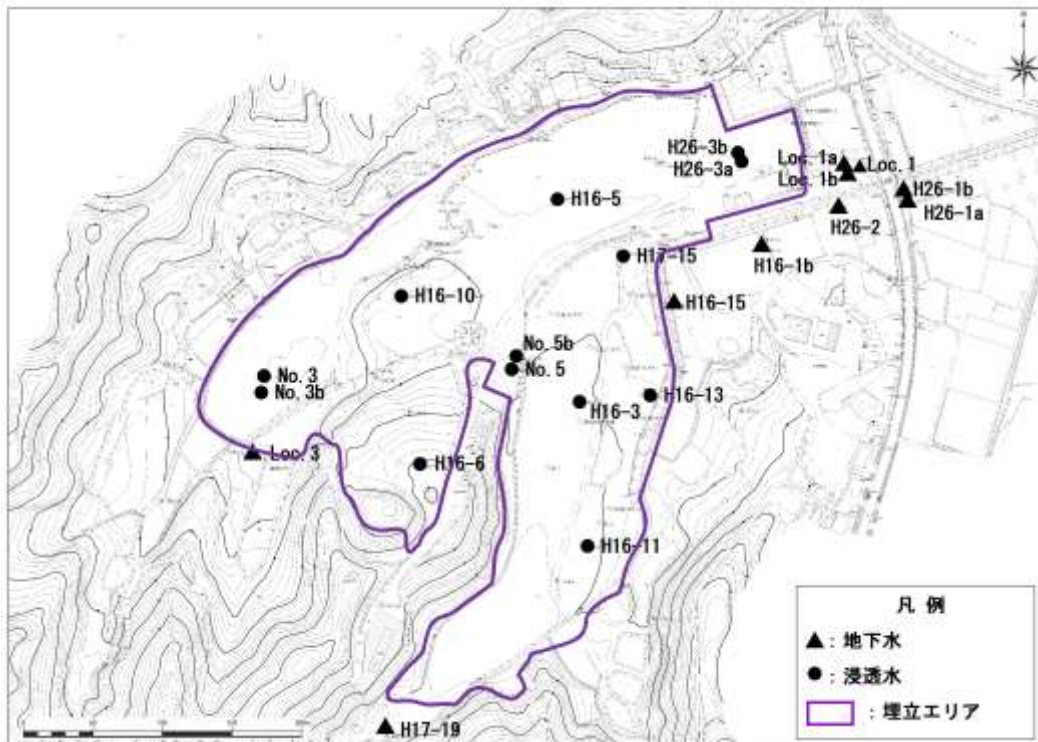 H26-3b
H26-3a
Loc. 1a
Loc. 1
Loc. 1b
H26-1b
H26-1a
H16-5
H26-2
H16-1b
H17-15
H16-10
H16-15
No. 5b
No. 5
No. 3
No. 3b
H16-3
H16-13
Loc. 3
H16-6
H16-11
H17-19
凡 例
▲: 地下水
●: 浸透水
: 埋立エリア